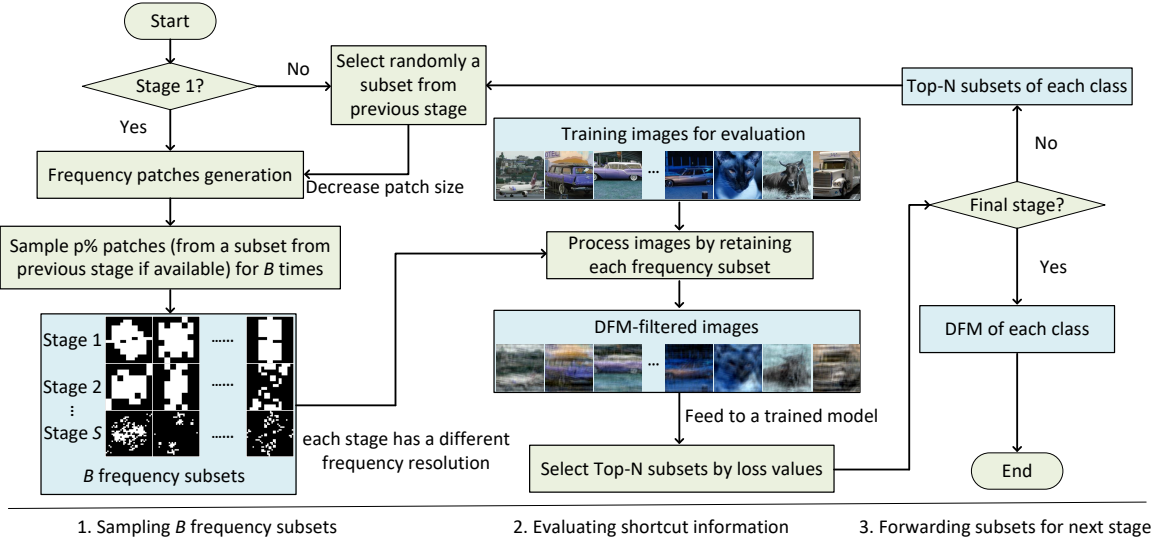 Start
Stage 1?
No
Yes
Select randomly a
subset from
previous stage
Frequency patches generation
Decrease patch size
Sample p% patches (from a subset from
previous stage if available) for B times
Stage 1
......
Stage 2
......
...
Stage S
......
B frequency subsets
each stage has a different
frequency resolution
Training images for evaluation
...
Process images by retaining
each frequency subset
DFM-filtered images
...
Feed to a trained model
Select Top-N subsets by loss values
Top-N subsets of each class
No
Final stage?
Yes
DFM of each class
End
1. Sampling B frequency subsets
2. Evaluating shortcut information
3. Forwarding subsets for next stage